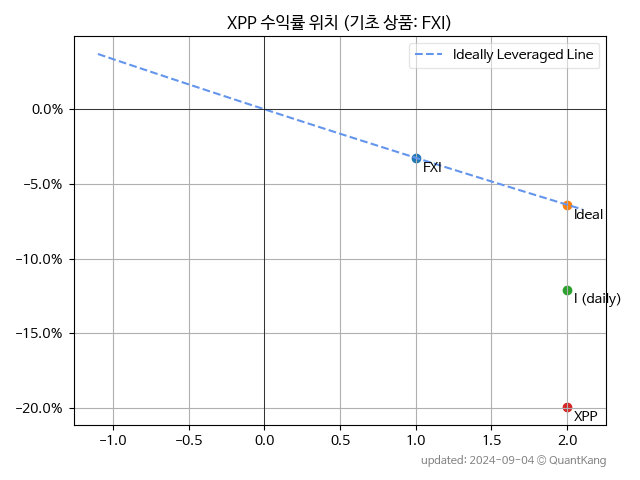 XPP 수익률 위치 (기초 상품: FXI)
Ideally Leveraged Line
0.0%
−5.0%
−10.0%
−15.0%
−20.0%
FXI
Ideal
I (daily)
XPP
−1.0 −0.5 0.0 0.5 1.0 1.5 2.0
updated: 2024-09-04 © QuantKang